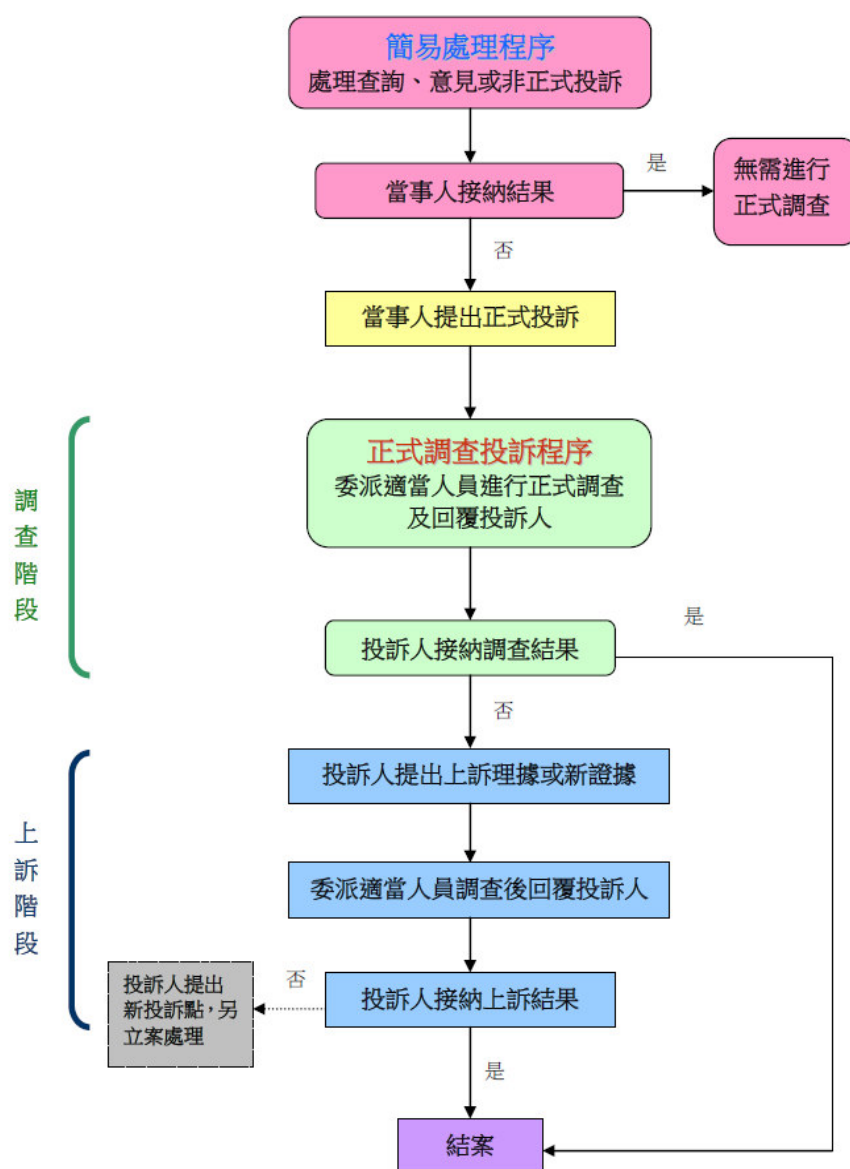 簡易處理程序
處理查詢、意見或非正式投訴
當事人接納結果
是
無需進行
正式調查
否
當事人提出正式投訴
調查階段
正式調查投訴程序
委派適當人員進行正式調查
及回覆投訴人
投訴人接納調查結果
是
否
上訴階段
投訴人提出上訴理據或新證據
委派適當人員調查後回覆投訴人
投訴人接納上訴結果
否
投訴人提出
新投訴點，另
立案處理
是
結案